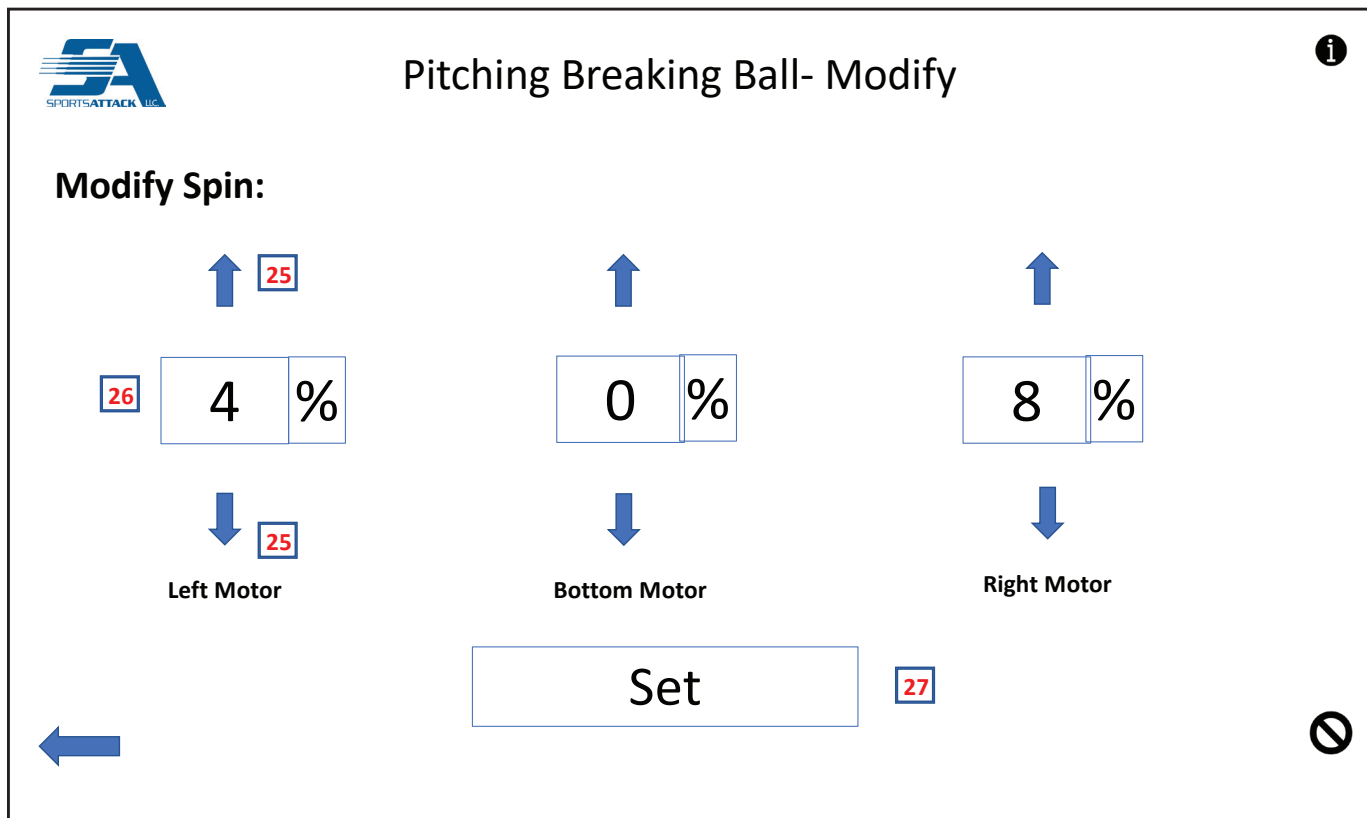 SPORTSATTACK LLC.
Pitching Breaking Ball- Modify
i
Modify Spin:
25
26
4 %
0 %
8 %
25
Left Motor
Bottom Motor
Right Motor
Set
27